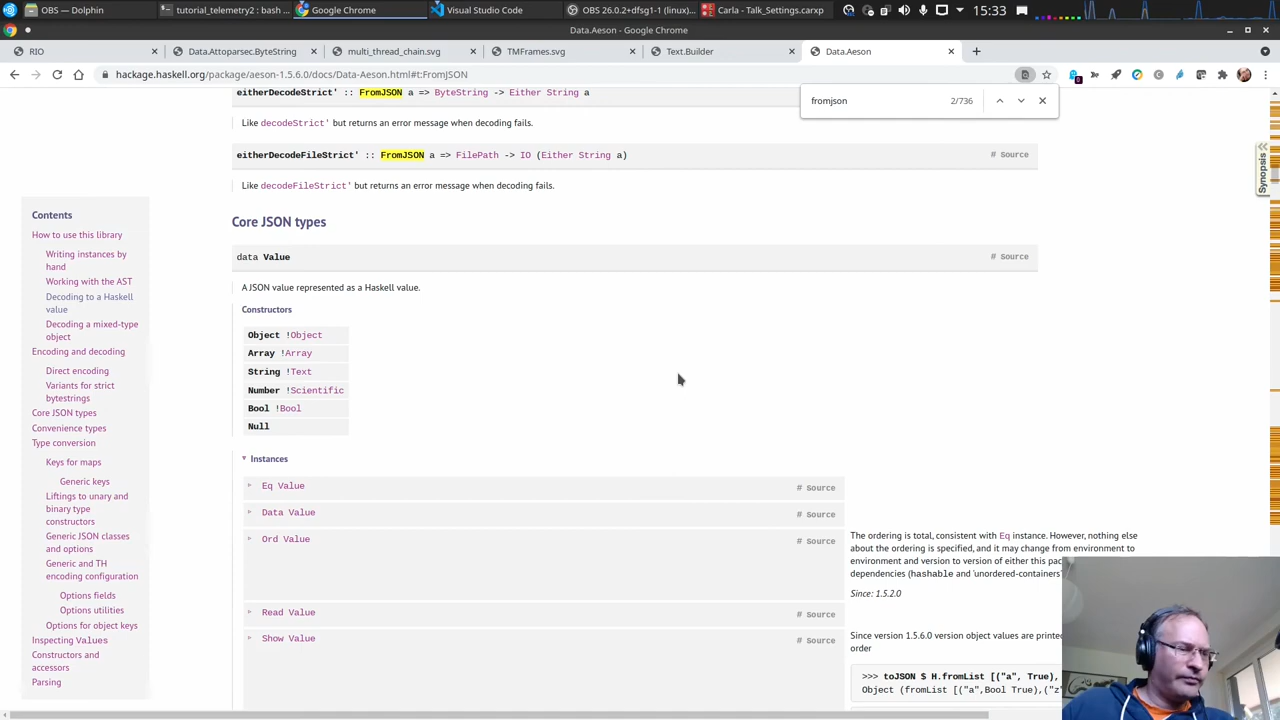 OBS — Dolphin
tutorial_telemetry2 : bash ...
Google Chrome
Visual Studio Code
OBS 26.0.2+dfsg1-1 (linux)...
Carla - Talk_Settings.carxp
15:33
Data.Aeson - Google Chrome
RIO
Data.Attoparsec.ByteString
multi_thread_chain.svg
TMFrames.svg
Text.Builder
Data.Aeson
hackage.haskell.org/package/aeson-1.5.6.0/docs/Data-Aeson.html#t:FromJSON
fromjson
2/736
eitherDecodeStrict' :: FromJSON a => ByteString -> Either String a
Like decodeStrict' but returns an error message when decoding fails.
eitherDecodeFileStrict' :: FromJSON a => FilePath -> IO (Either String a)
# Source
Like decodeFileStrict' but returns an error message when decoding fails.
Synopsis
Core JSON types
data Value
# Source
A JSON value represented as a Haskell value.
Constructors
Object !Object
Array !Array
String !Text
Number !Scientific
Bool !Bool
Null
Instances
Eq Value
# Source
Data Value
# Source
Ord Value
# Source
The ordering is total, consistent with Eq instance. However, nothing else
about the ordering is specified, and it may change from environment to
environment and version to version of either this pac
dependencies (hashable and 'unordered-containers'
Since: 1.5.2.0
Read Value
# Source
Show Value
# Source
Since version 1.5.6.0 version object values are printed
order
>>> toJSON $ H.fromList [("a", True),
Object (fromList [("a",Bool True),("z"
Contents
How to use this library
Writing instances by
hand
Working with the AST
Decoding to a Haskell
value
Decoding a mixed-type
object
Encoding and decoding
Direct encoding
Variants for strict
bytestrings
Core JSON types
Convenience types
Type conversion
Keys for maps
Generic keys
Liftings to unary and
binary type
constructors
Generic JSON classes
and options
Generic and TH
encoding configuration
Options fields
Options utilities
Options for object keys
Inspecting Values
Constructors and
accessors
Parsing